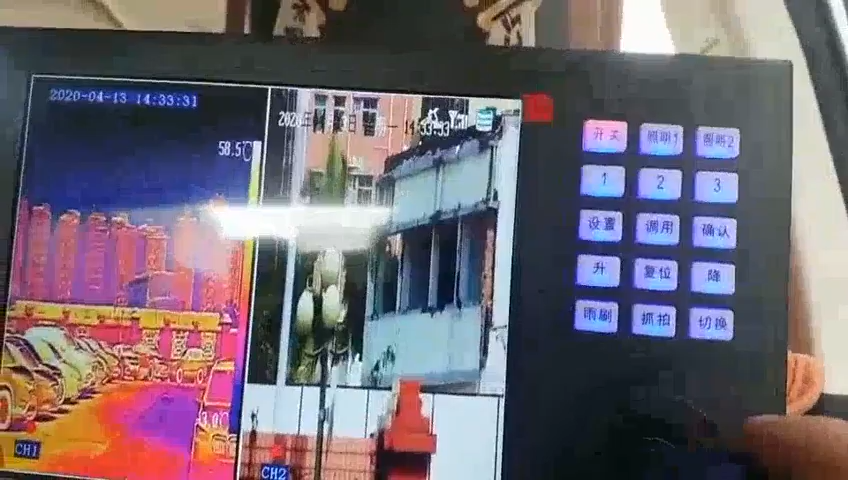 2020-04-13 14:33:31
58.5℃
CH1
CH2
开关 照明1 照明2
1 2 3
设置 调用 确认
升 复位 降
雨刷 抓拍 切换